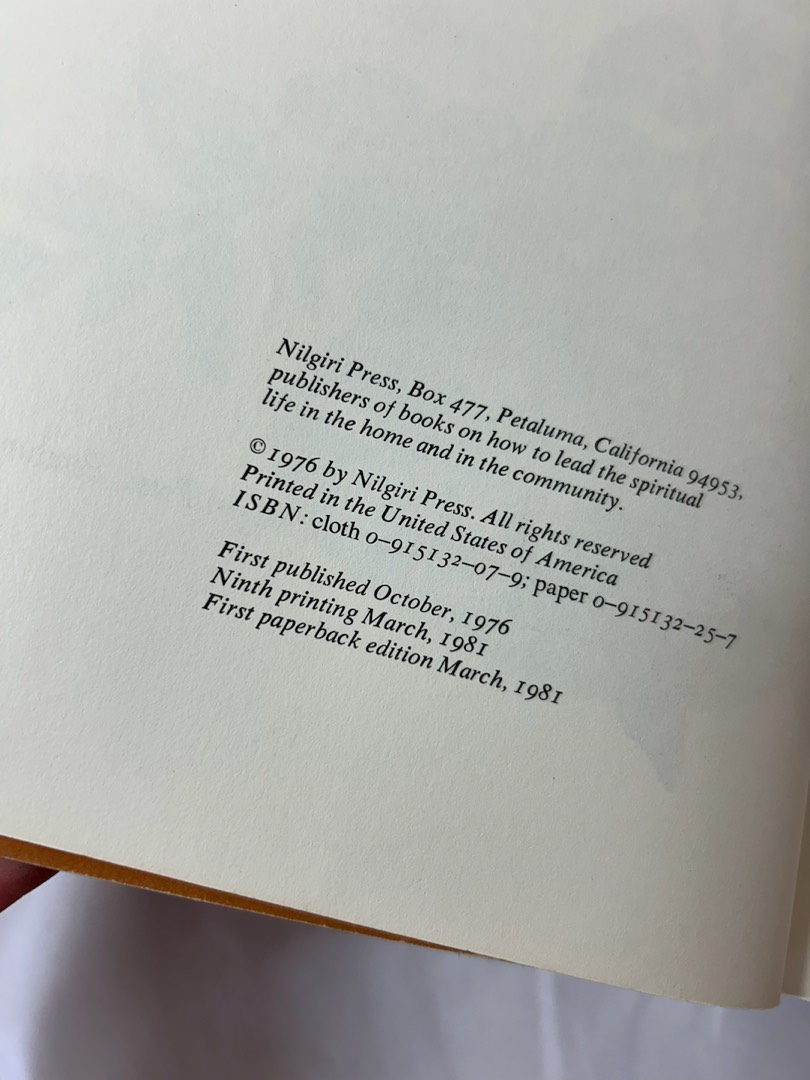 Nilgiri Press, Box 477, Petaluma, California 94953,
publishers of books on how to lead the spiritual
life in the home and in the community.
© 1976 by Nilgiri Press. All rights reserved
Printed in the United States of America
ISBN: cloth 0–915132–07–9; paper 0–915132–25–7
First published October, 1976
Ninth printing March, 1981
First paperback edition March, 1981